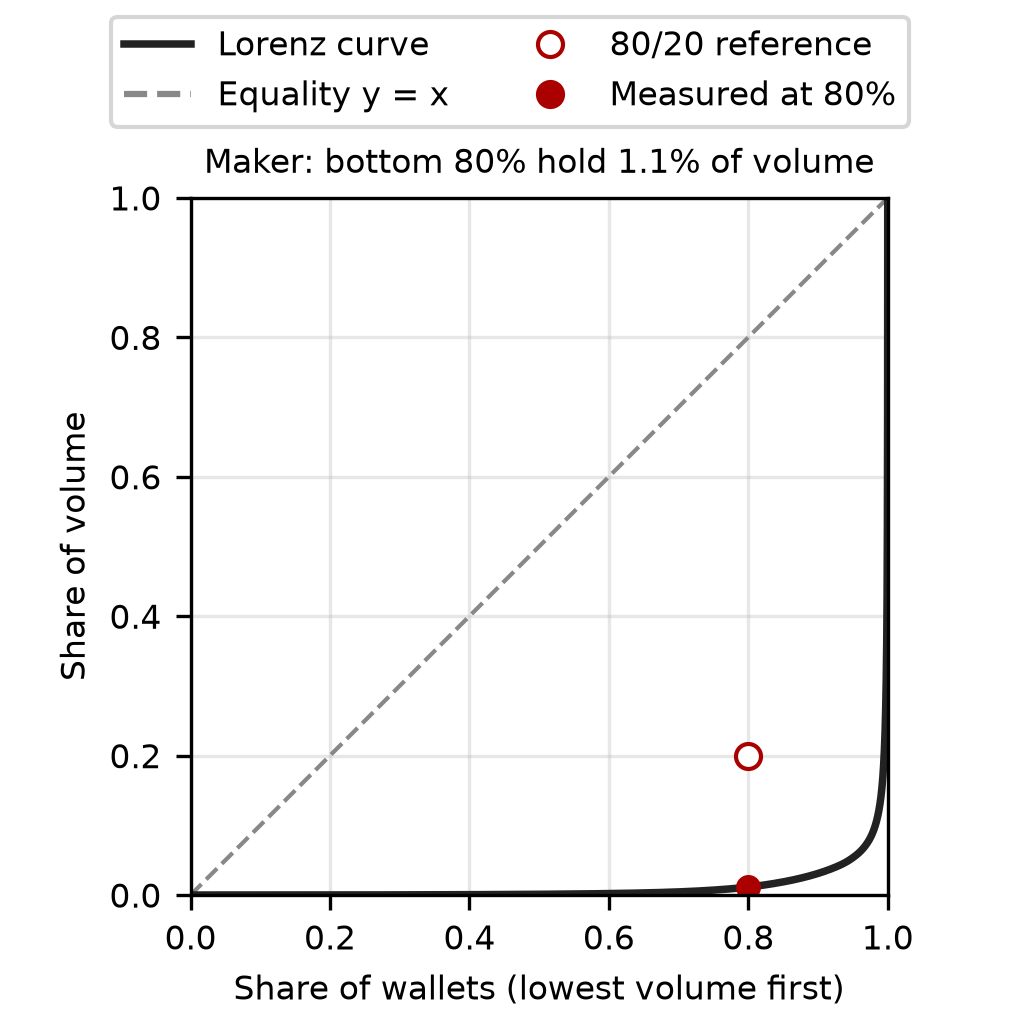 Lorenz curve
Equality y = x
80/20 reference
Measured at 80%
Maker: bottom 80% hold 1.1% of volume
1.0
0.8
0.6
0.4
0.2
0.0
Share of volume
0.0 0.2 0.4 0.6 0.8 1.0
Share of wallets (lowest volume first)